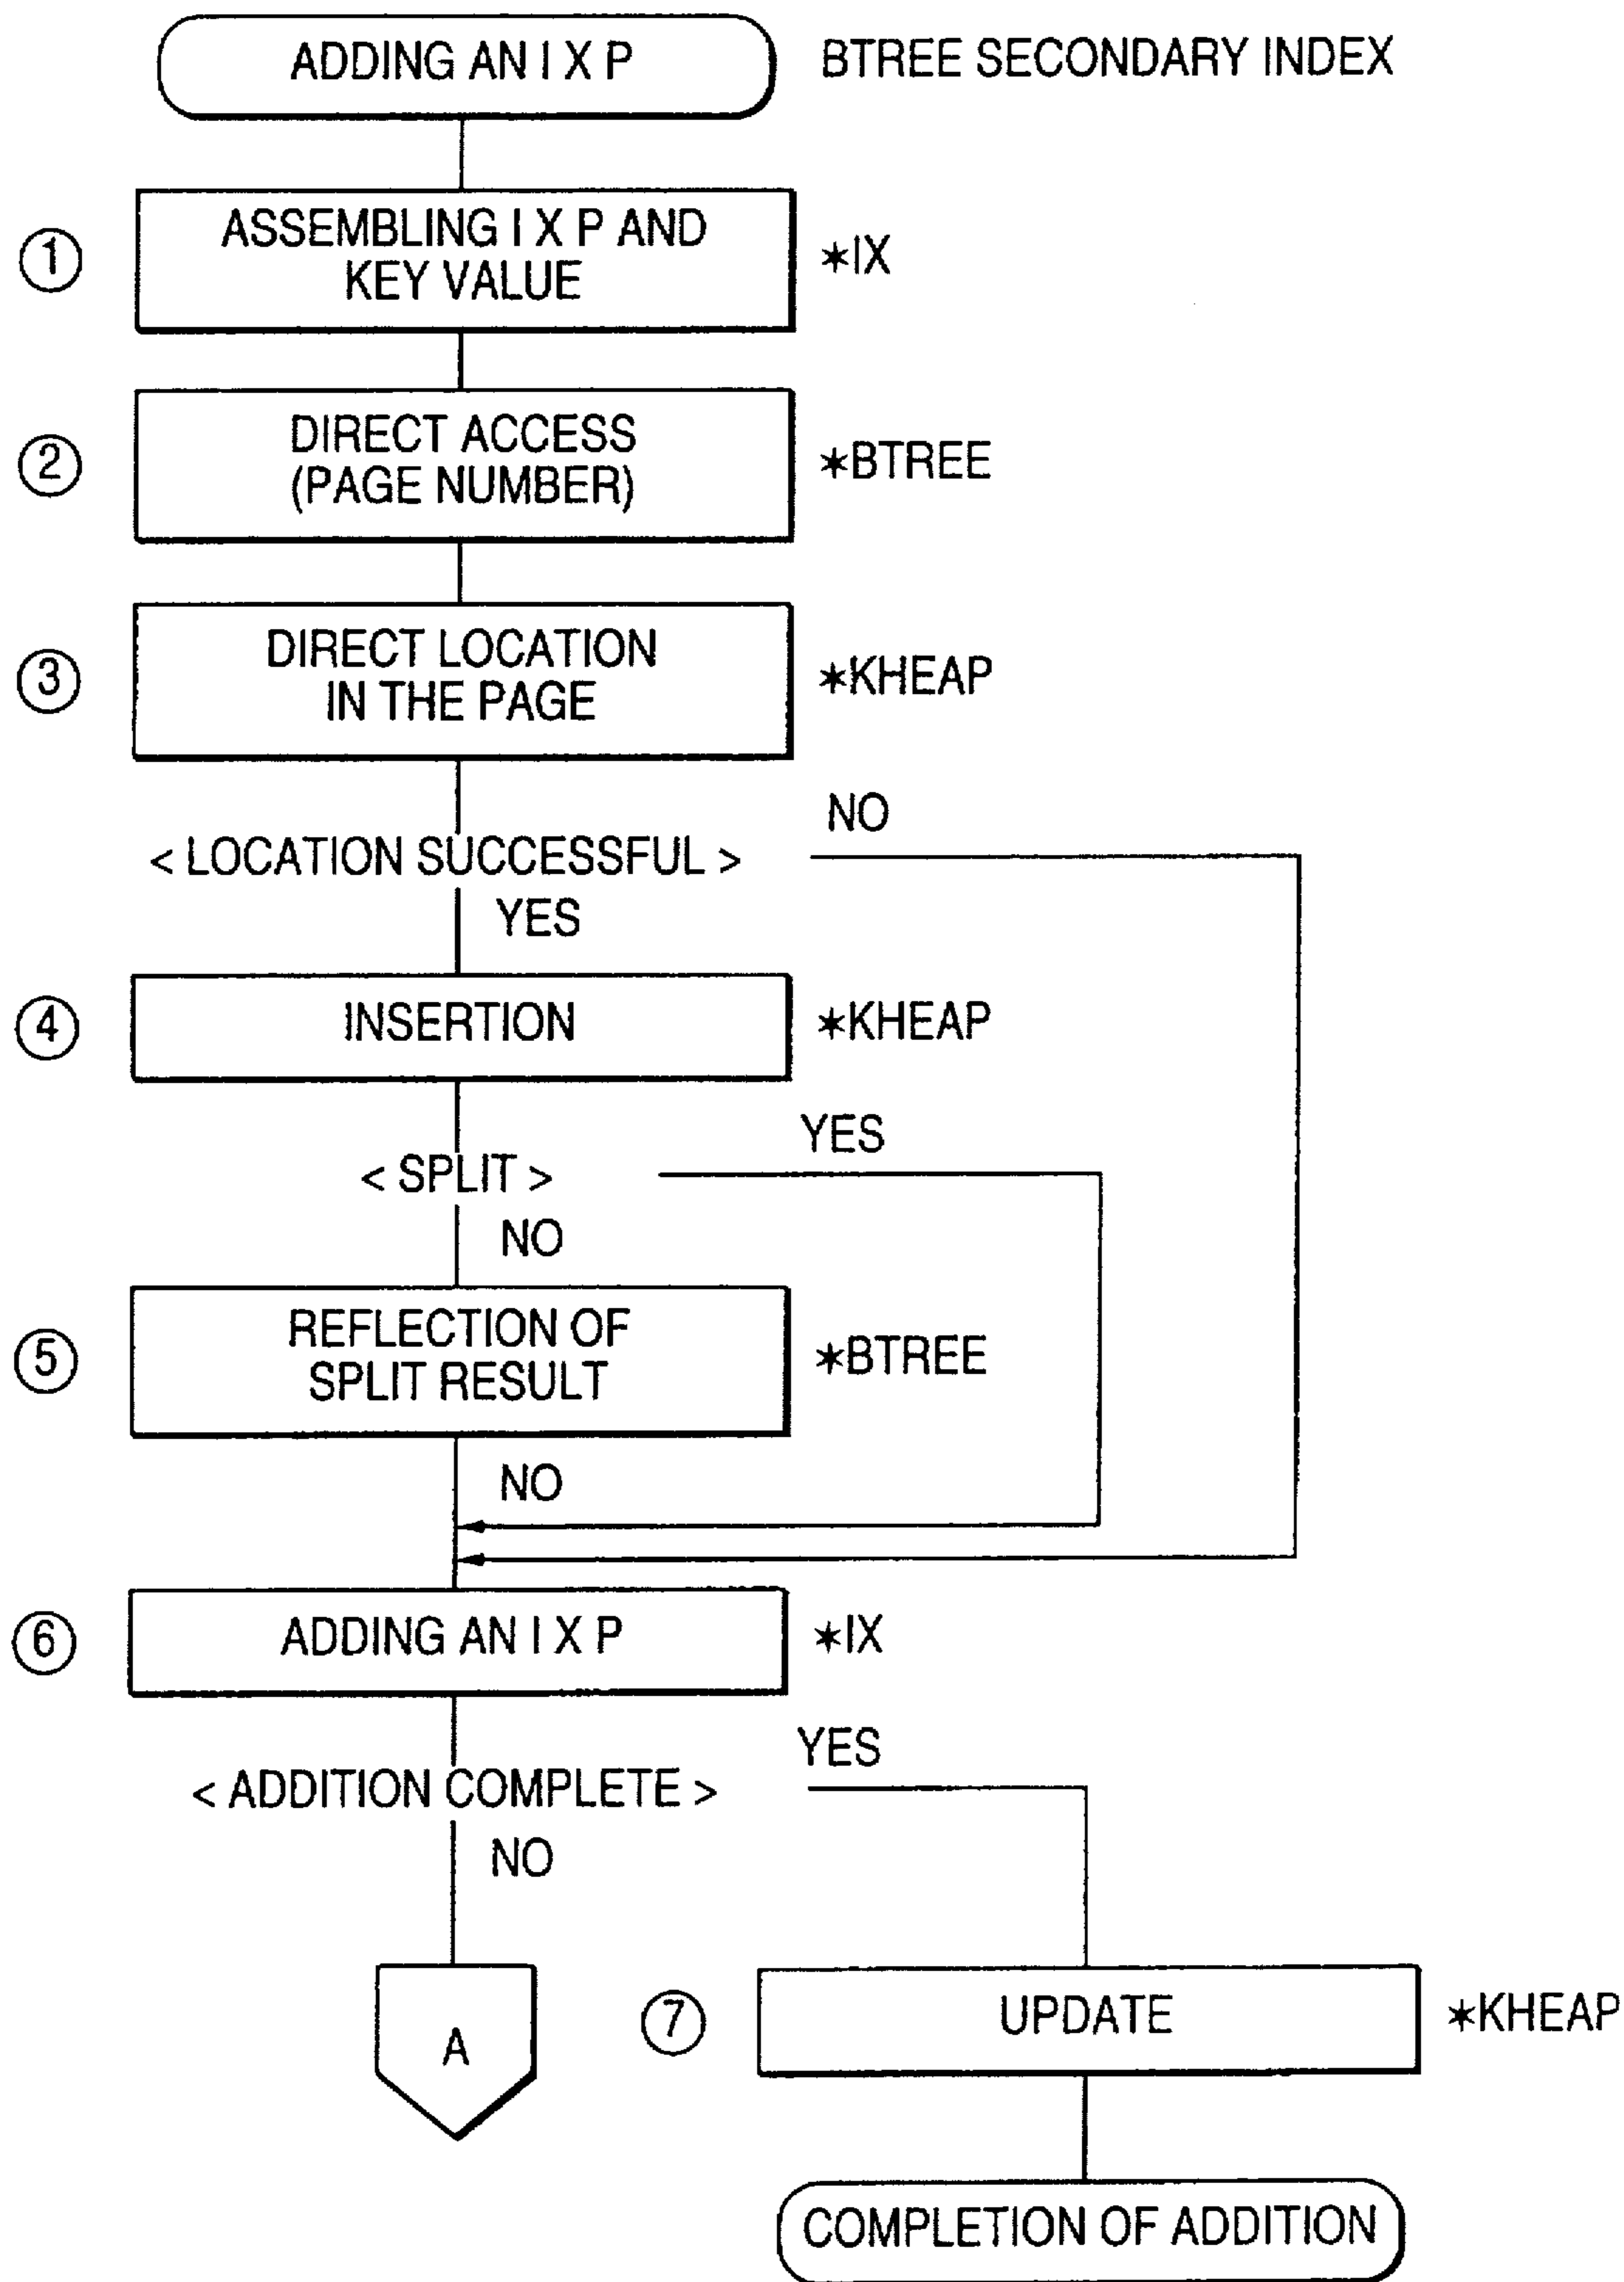 ADDING AN I X P
BTREE SECONDARY INDEX
1
ASSEMBLING I X P AND
KEY VALUE
*IX
2
DIRECT ACCESS
(PAGE NUMBER)
*BTREE
3
DIRECT LOCATION
IN THE PAGE
*KHEAP
NO
< LOCATION SUCCESSFUL >
YES
4
INSERTION
*KHEAP
YES
< SPLIT >
NO
5
REFLECTION OF
SPLIT RESULT
*BTREE
NO
6
ADDING AN I X P
*IX
YES
< ADDITION COMPLETE >
NO
A
7
UPDATE
*KHEAP
COMPLETION OF ADDITION